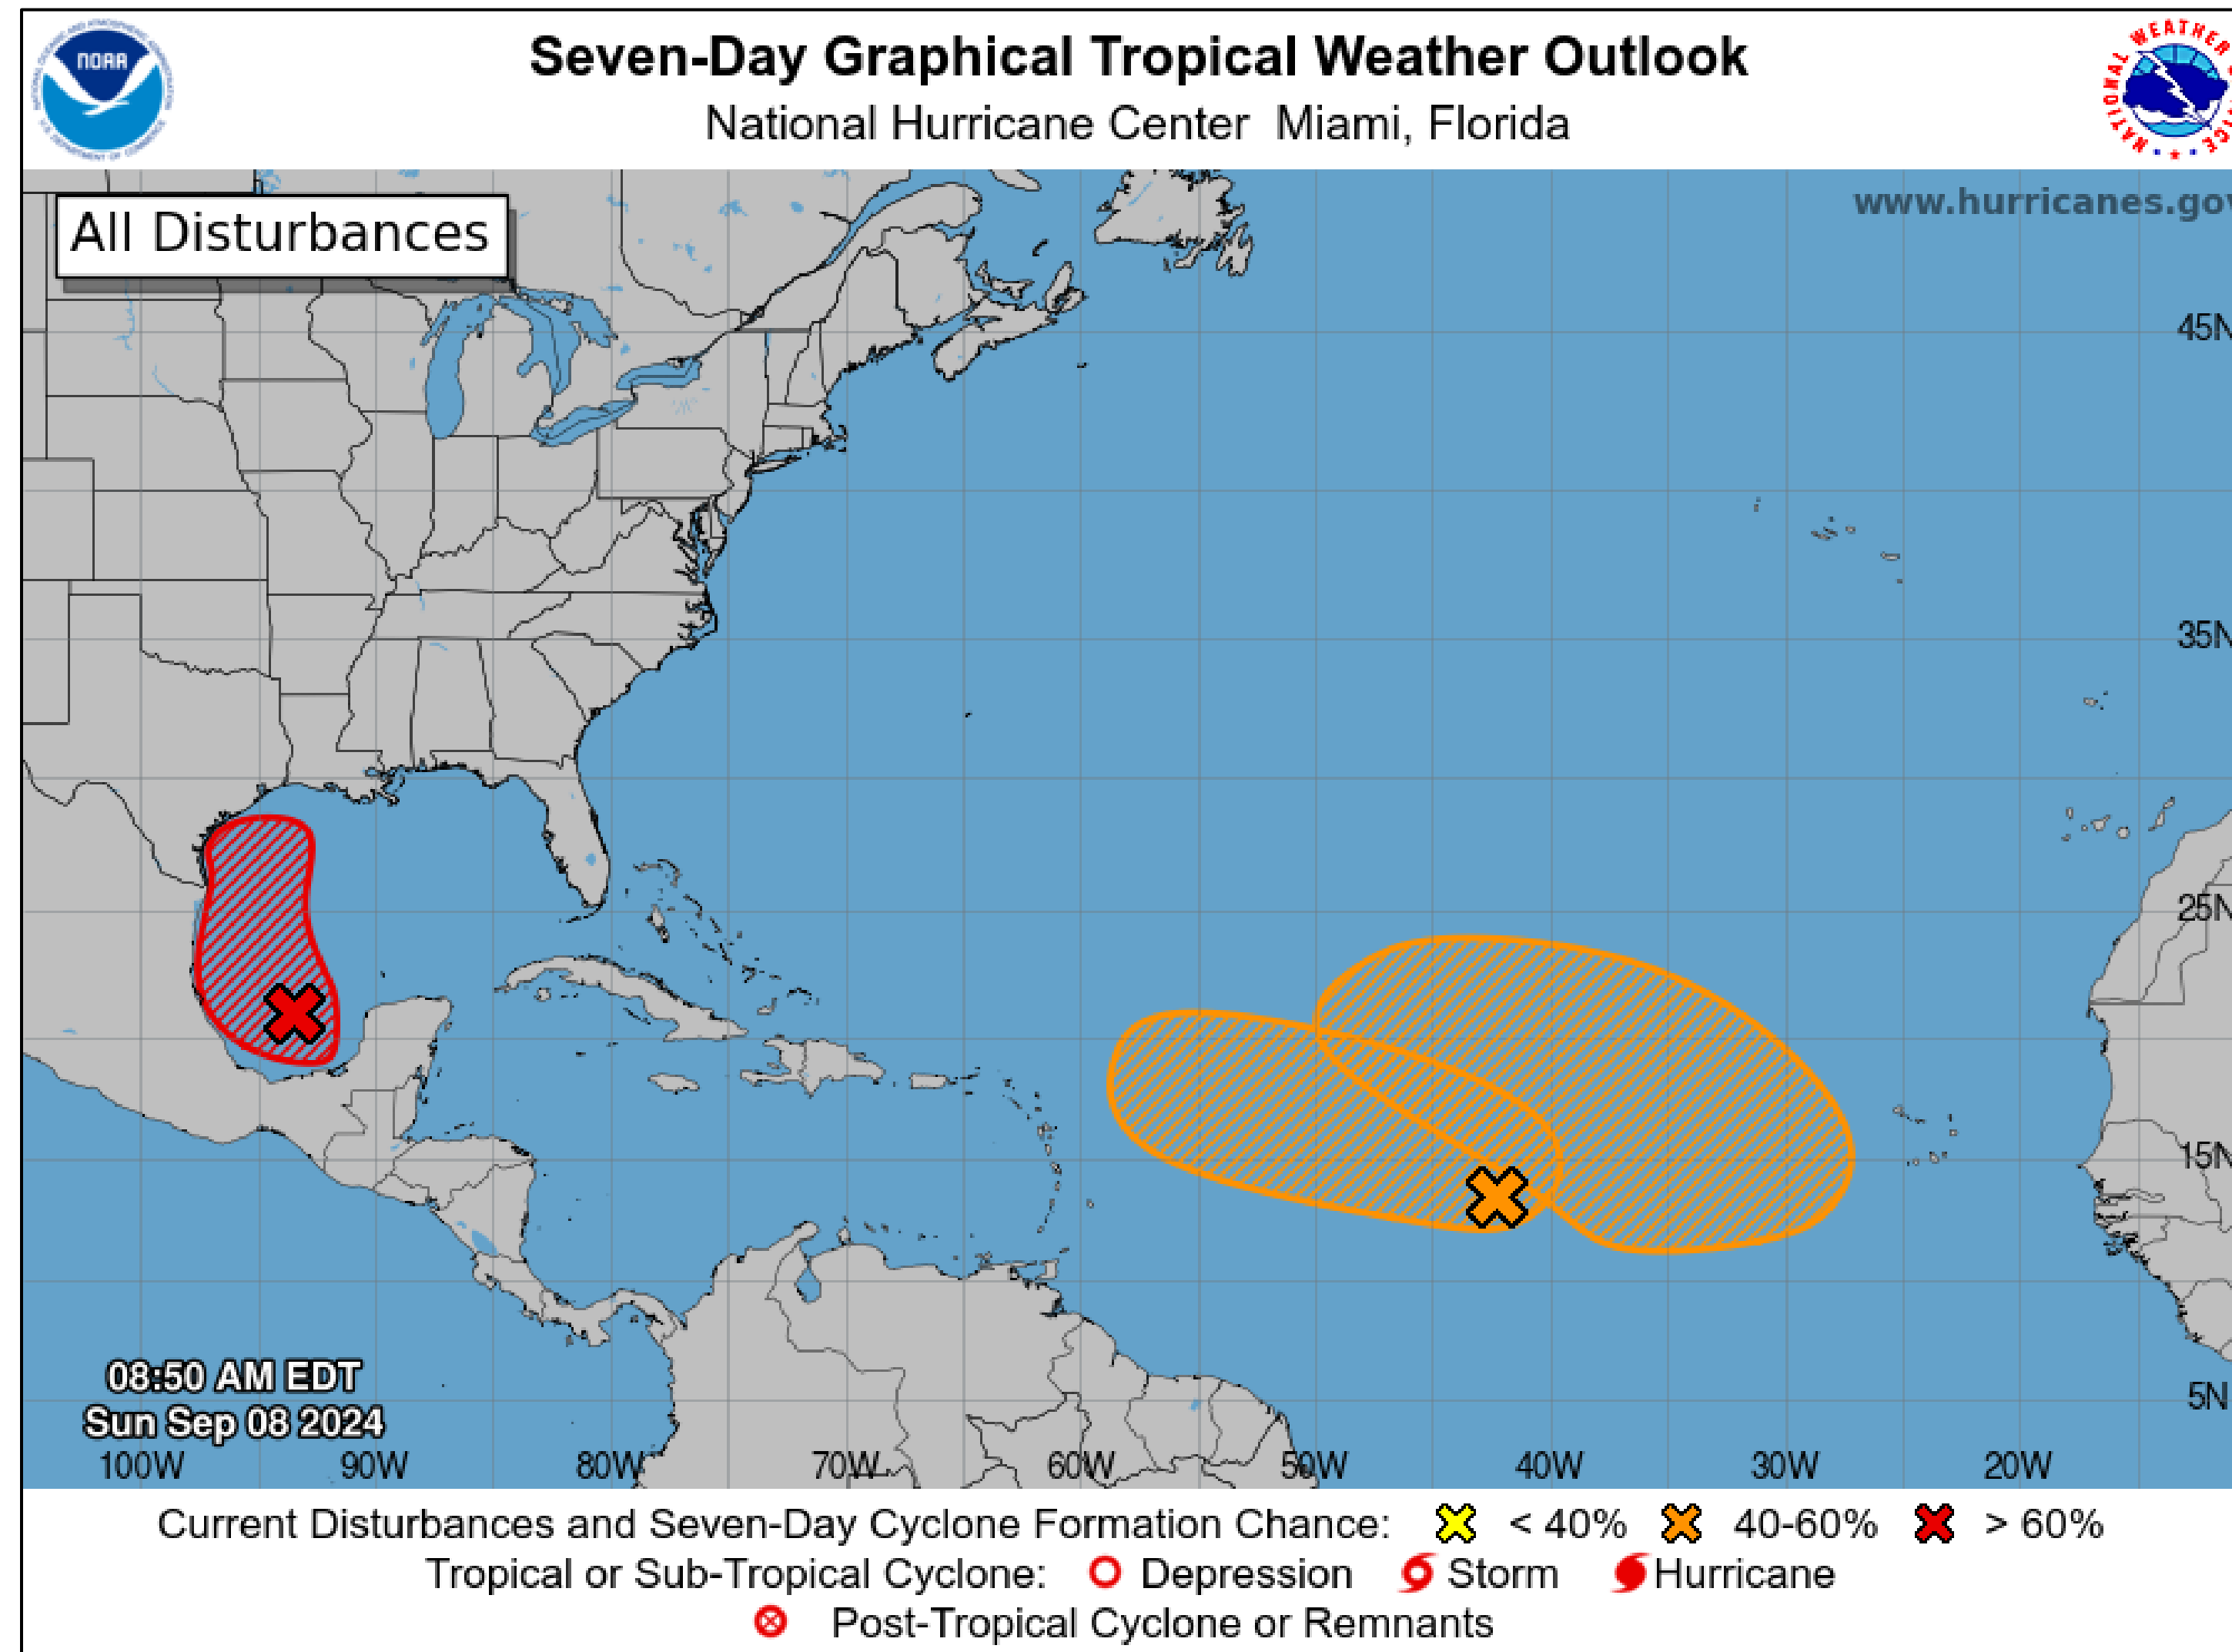 NOAA
Seven-Day Graphical Tropical Weather Outlook
National Hurricane Center Miami, Florida
NATIONAL WEATHER
All Disturbances
www.hurricanes.gov
45N
35N
25N
15N
5N
08:50 AM EDT
Sun Sep 08 2024
100W 90W 80W 70W 60W 50W 40W 30W 20W
Current Disturbances and Seven-Day Cyclone Formation Chance: < 40% 40-60% > 60%
Tropical or Sub-Tropical Cyclone: Depression Storm Hurricane
Post-Tropical Cyclone or Remnants